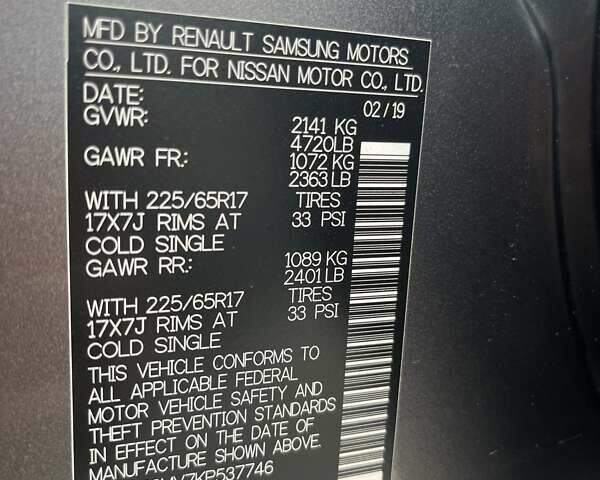 MFD BY RENAULT SAMSUNG MOTORS
CO., LTD. FOR NISSAN MOTOR CO., LTD.
DATE: 02/19
GVWR: 2141 KG
4720LB
GAWR FR: 1072 KG
2363 LB
WITH 225/65R17 TIRES
17X7J RIMS AT 33 PSI
COLD SINGLE
GAWR RR: 1089 KG
2401 LB
WITH 225/65R17 TIRES
17X7J RIMS AT 33 PSI
COLD SINGLE
THIS VEHICLE CONFORMS TO
ALL APPLICABLE FEDERAL
MOTOR VEHICLE SAFETY AND
THEFT PREVENTION STANDARDS
IN EFFECT ON THE DATE OF
MANUFACTURE SHOWN ABOVE.